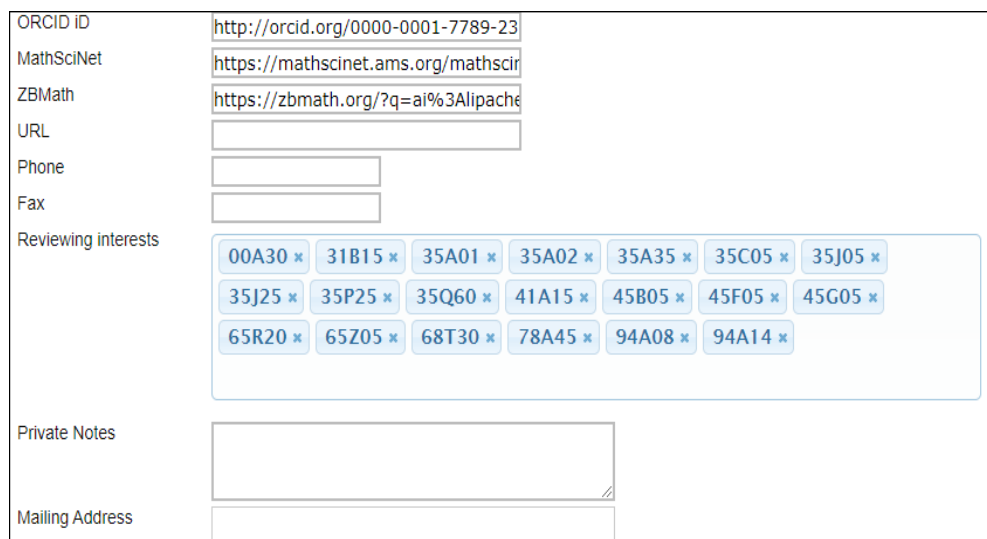 ORCID iD http://orcid.org/0000-0001-7789-23
MathSciNet https://mathscinet.ams.org/mathscir
ZBMath https://zbmath.org/?q=ai%3Alipache
URL
Phone
Fax
Reviewing interests
00A30 × 31B15 × 35A01 × 35A02 × 35A35 × 35C05 × 35J05 ×
35J25 × 35P25 × 35Q60 × 41A15 × 45B05 × 45F05 × 45G05 ×
65R20 × 65Z05 × 68T30 × 78A45 × 94A08 × 94A14 ×
Private Notes
Mailing Address